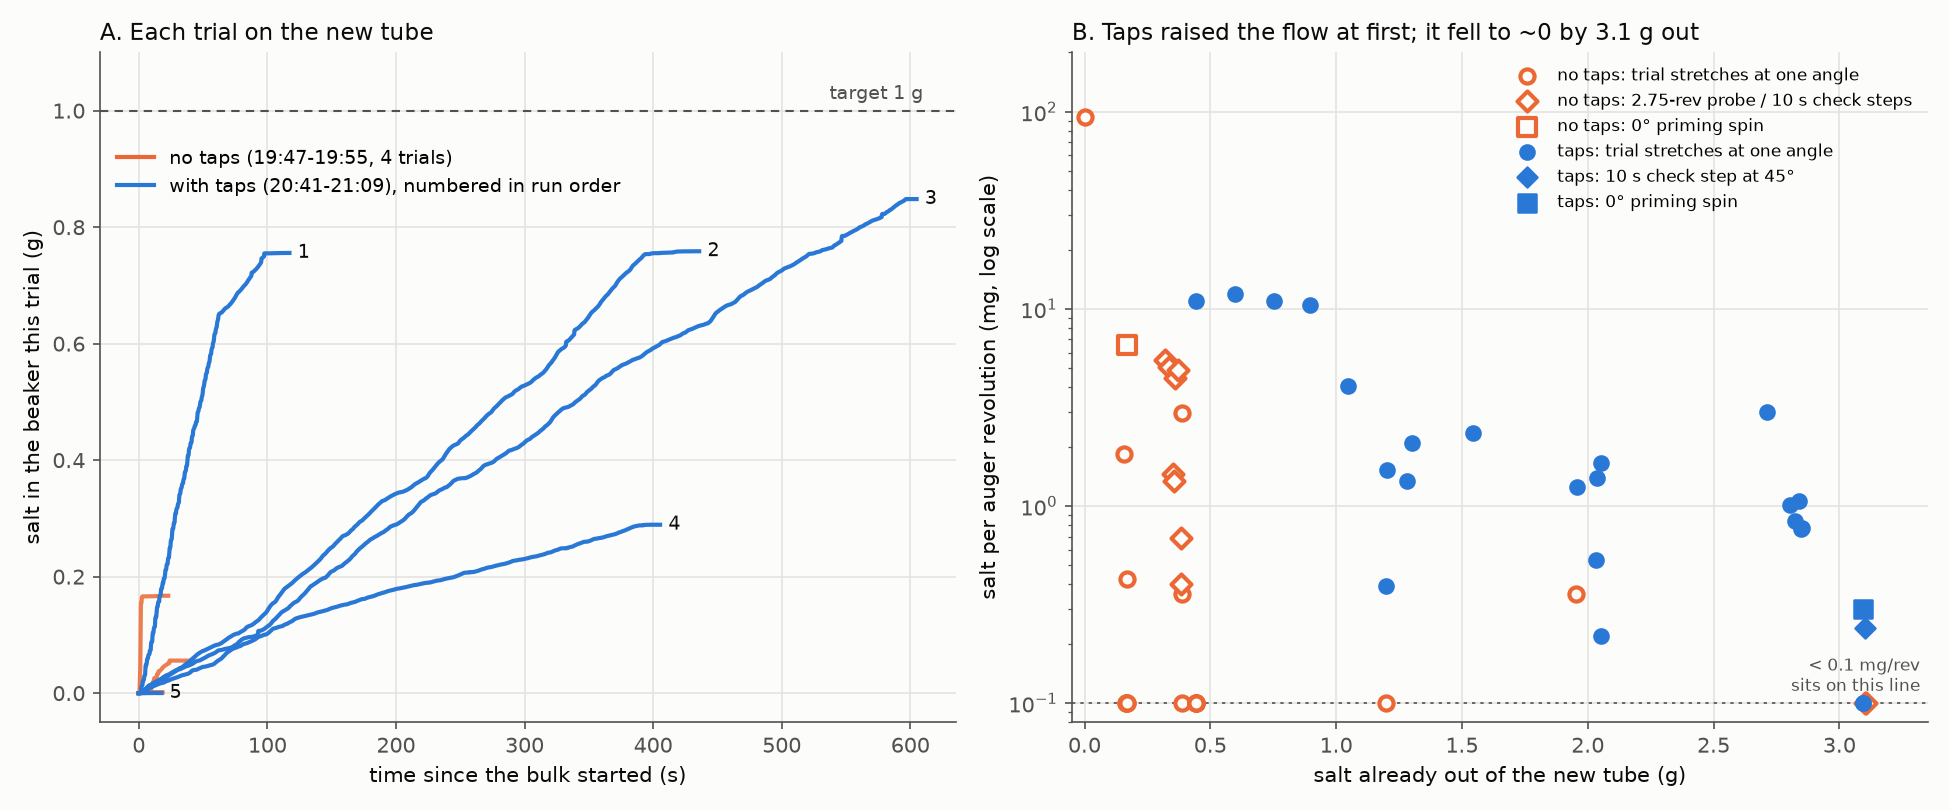 A. Each trial on the new tube
target 1 g
no taps (19:47-19:55, 4 trials)
with taps (20:41-21:09), numbered in run order
1
2
3
4
5
1.0
0.8
0.6
0.4
0.2
0.0
0
100
200
300
400
500
600
salt in the beaker this trial (g)
time since the bulk started (s)
B. Taps raised the flow at first; it fell to ~0 by 3.1 g out
no taps: trial stretches at one angle
no taps: 2.75-rev probe / 10 s check steps
no taps: 0° priming spin
taps: trial stretches at one angle
taps: 10 s check step at 45°
taps: 0° priming spin
< 0.1 mg/rev
sits on this line
10²
10¹
10⁰
10⁻¹
0.0
0.5
1.0
1.5
2.0
2.5
3.0
salt per auger revolution (mg, log scale)
salt already out of the new tube (g)